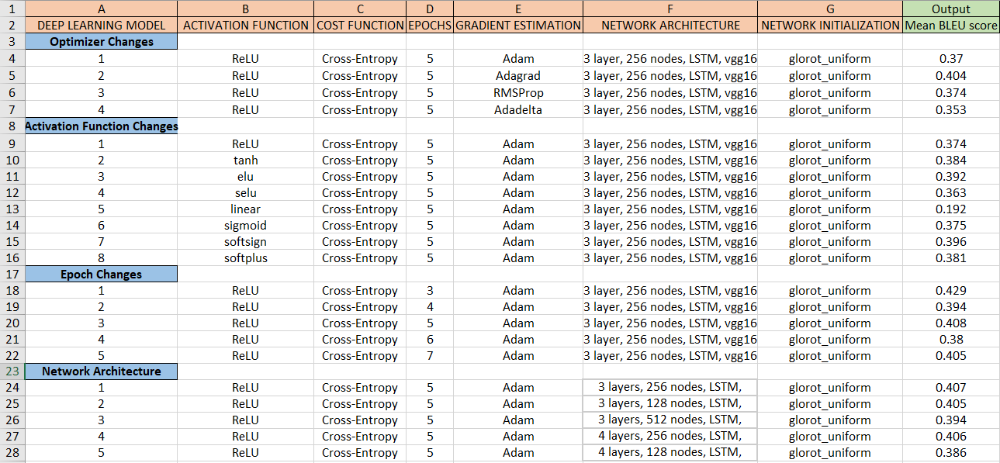 A B C D E F G
1 Output
2 DEEP LEARNING MODEL ACTIVATION FUNCTION COST FUNCTION EPOCHS GRADIENT ESTIMATION NETWORK ARCHITECTURE NETWORK INITIALIZATION Mean BLEU score
3 Optimizer Changes
4 1 ReLU Cross-Entropy 5 Adam 3 layer, 256 nodes, LSTM, vgg16 glorot_uniform 0.37
5 2 ReLU Cross-Entropy 5 Adagrad 3 layer, 256 nodes, LSTM, vgg16 glorot_uniform 0.404
6 3 ReLU Cross-Entropy 5 RMSProp 3 layer, 256 nodes, LSTM, vgg16 glorot_uniform 0.374
7 4 ReLU Cross-Entropy 5 Adadelta 3 layer, 256 nodes, LSTM, vgg16 glorot_uniform 0.353
8 Activation Function Changes
9 1 ReLU Cross-Entropy 5 Adam 3 layer, 256 nodes, LSTM, vgg16 glorot_uniform 0.374
10 2 tanh Cross-Entropy 5 Adam 3 layer, 256 nodes, LSTM, vgg16 glorot_uniform 0.384
11 3 elu Cross-Entropy 5 Adam 3 layer, 256 nodes, LSTM, vgg16 glorot_uniform 0.392
12 4 selu Cross-Entropy 5 Adam 3 layer, 256 nodes, LSTM, vgg16 glorot_uniform 0.363
13 5 linear Cross-Entropy 5 Adam 3 layer, 256 nodes, LSTM, vgg16 glorot_uniform 0.192
14 6 sigmoid Cross-Entropy 5 Adam 3 layer, 256 nodes, LSTM, vgg16 glorot_uniform 0.375
15 7 softsign Cross-Entropy 5 Adam 3 layer, 256 nodes, LSTM, vgg16 glorot_uniform 0.396
16 8 softplus Cross-Entropy 5 Adam 3 layer, 256 nodes, LSTM, vgg16 glorot_uniform 0.381
17 Epoch Changes
18 1 ReLU Cross-Entropy 3 Adam 3 layer, 256 nodes, LSTM, vgg16 glorot_uniform 0.429
19 2 ReLU Cross-Entropy 4 Adam 3 layer, 256 nodes, LSTM, vgg16 glorot_uniform 0.394
20 3 ReLU Cross-Entropy 5 Adam 3 layer, 256 nodes, LSTM, vgg16 glorot_uniform 0.408
21 4 ReLU Cross-Entropy 6 Adam 3 layer, 256 nodes, LSTM, vgg16 glorot_uniform 0.38
22 5 ReLU Cross-Entropy 7 Adam 3 layer, 256 nodes, LSTM, vgg16 glorot_uniform 0.405
23 Network Architecture
24 1 ReLU Cross-Entropy 5 Adam 3 layers, 256 nodes, LSTM, glorot_uniform 0.407
25 2 ReLU Cross-Entropy 5 Adam 3 layers, 128 nodes, LSTM, glorot_uniform 0.405
26 3 ReLU Cross-Entropy 5 Adam 3 layers, 512 nodes, LSTM, glorot_uniform 0.394
27 4 ReLU Cross-Entropy 5 Adam 4 layers, 256 nodes, LSTM, glorot_uniform 0.406
28 5 ReLU Cross-Entropy 5 Adam 4 layers, 128 nodes, LSTM, glorot_uniform 0.386